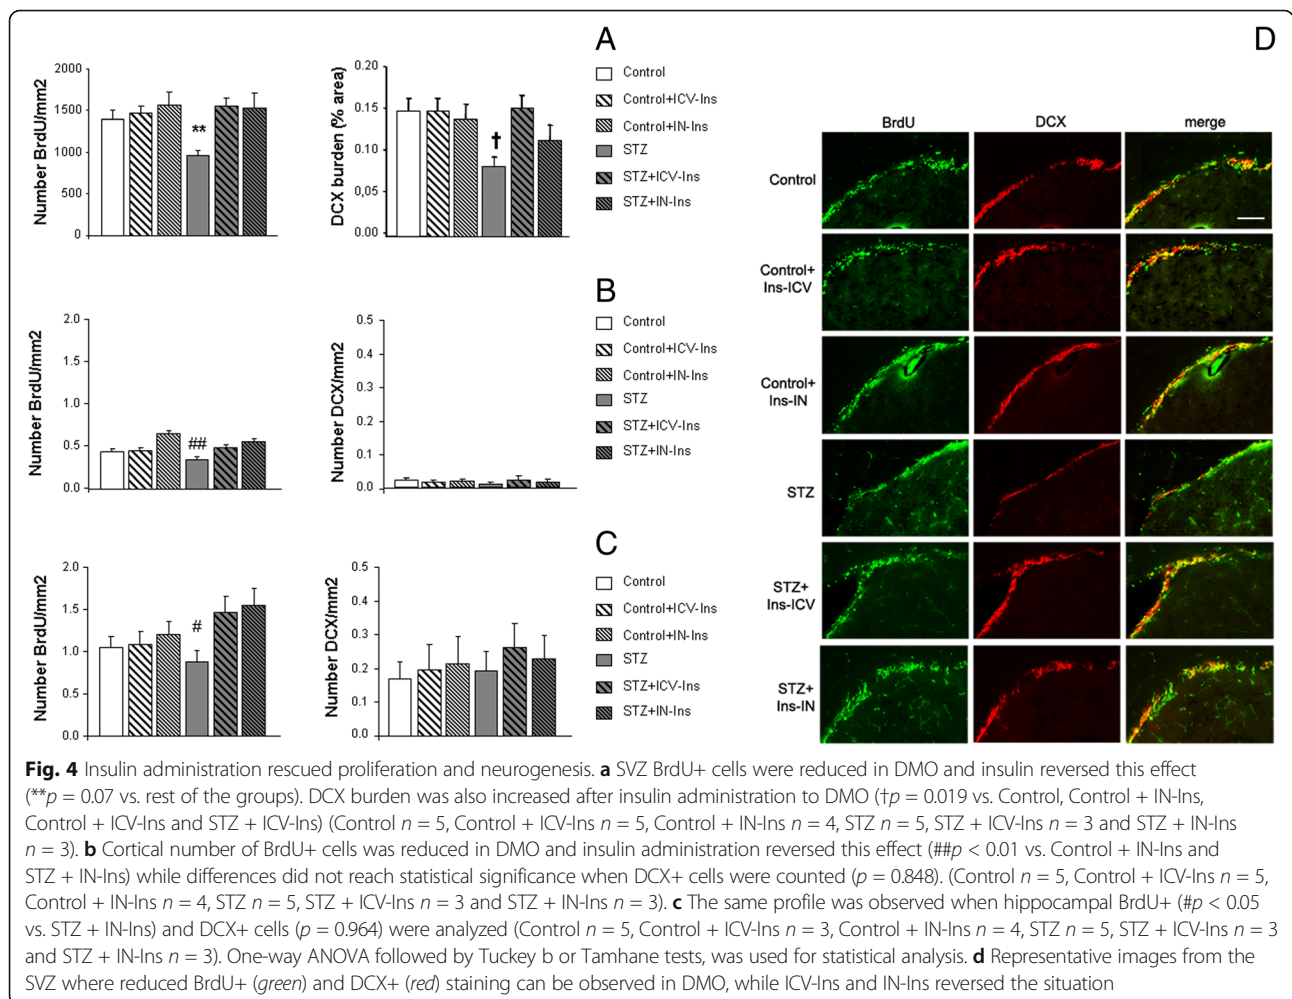 A
D
Number BrdU/mm2
2000
1500
1000
500
0
**
DCX burden (% area)
0.20
0.15
0.10
0,05
0.00
†
Control
Control+ICV-Ins
Control+IN-Ins
STZ
STZ+ICV-Ins
STZ+IN-Ins
B
Number BrdU/mm2
2.0
1.5
1.0
0.5
0.0
##
Number DCX/mm2
0.5
0.4
0.3
0.2
0.1
0.0
Control
Control+ICV-Ins
Control+IN-Ins
STZ
STZ+ICV-Ins
STZ+IN-Ins
C
Number BrdU/mm2
2.0
1.5
1.0
0.5
0.0
#
Number DCX/mm2
0.5
0.4
0.3
0.2
0.1
0.0
Control
Control+ICV-Ins
Control+IN-Ins
STZ
STZ+ICV-Ins
STZ+IN-Ins
BrdU
DCX
merge
Control
Control+
Ins-ICV
Control+
Ins-IN
STZ
STZ+
Ins-ICV
STZ+
Ins-IN
Fig. 4 Insulin administration rescued proliferation and neurogenesis. a SVZ BrdU+ cells were reduced in DMO and insulin reversed this effect
(**p = 0.07 vs. rest of the groups). DCX burden was also increased after insulin administration to DMO (†p = 0.019 vs. Control, Control + IN-Ins,
Control + ICV-Ins and STZ + ICV-Ins) (Control n = 5, Control + ICV-Ins n = 5, Control + IN-Ins n = 4, STZ n = 5, STZ + ICV-Ins n = 3 and STZ + IN-Ins
n = 3). b Cortical number of BrdU+ cells was reduced in DMO and insulin administration reversed this effect (##p < 0.01 vs. Control + IN-Ins and
STZ + IN-Ins) while differences did not reach statistical significance when DCX+ cells were counted (p = 0.848). (Control n = 5, Control + ICV-Ins n = 5,
Control + IN-Ins n = 4, STZ n = 5, STZ + ICV-Ins n = 3 and STZ + IN-Ins n = 3). c The same profile was observed when hippocampal BrdU+ (#p < 0.05
vs. STZ + IN-Ins) and DCX+ cells (p = 0.964) were analyzed (Control n = 5, Control + ICV-Ins n = 3, Control + IN-Ins n = 4, STZ n = 5, STZ + ICV-Ins n = 3
and STZ + IN-Ins n = 3). One-way ANOVA followed by Tuckey b or Tamhane tests, was used for statistical analysis. d Representative images from the
SVZ where reduced BrdU+ (green) and DCX+ (red) staining can be observed in DMO, while ICV-Ins and IN-Ins reversed the situation